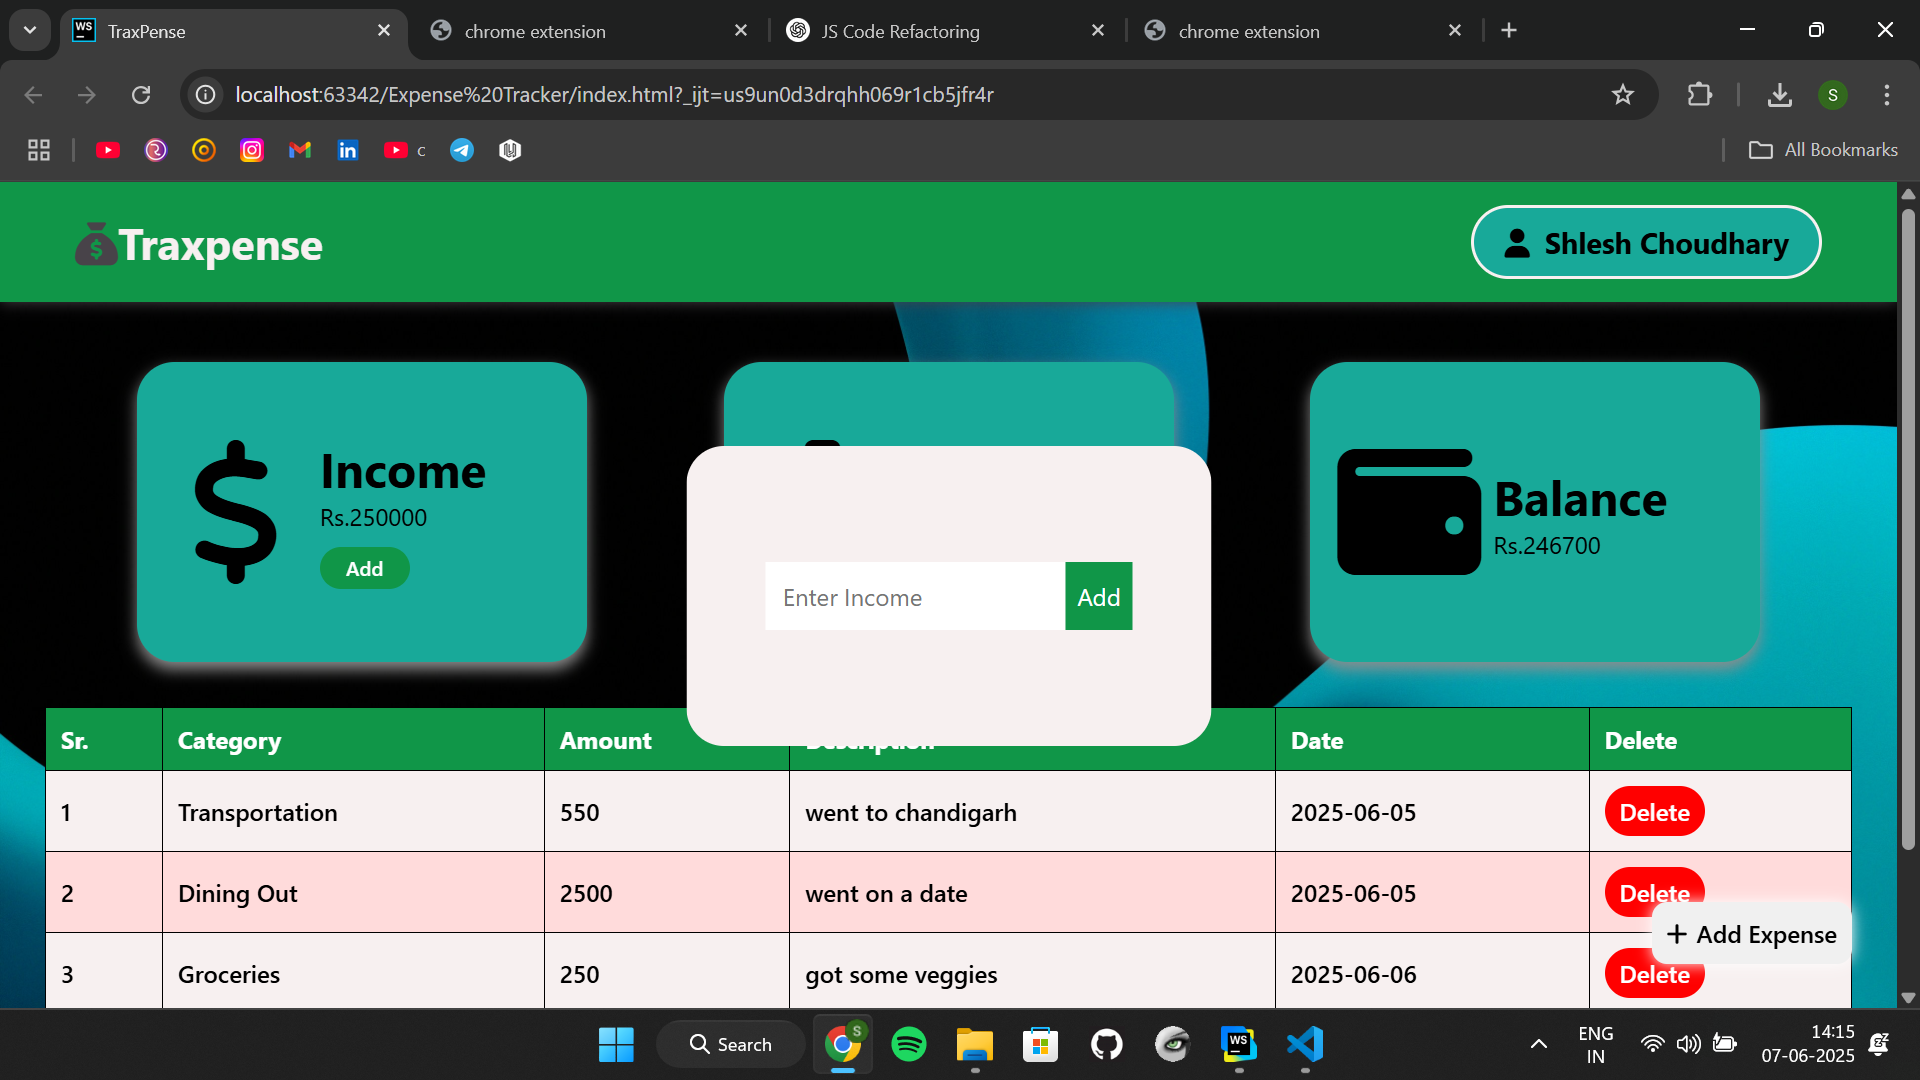 WS TraxPense
chrome extension
JS Code Refactoring
chrome extension
localhost:63342/Expense%20Tracker/index.html?_ijt=us9un0d3drqhh069r1cb5jfr4r
S
in
c
All Bookmarks
$ Traxpense
Shlesh Choudhary
Income
Rs.250000
Add
Enter Income
Add
Balance
Rs.246700
Sr. Category Amount Description Date Delete
1 Transportation 550 went to chandigarh 2025-06-05 Delete
2 Dining Out 2500 went on a date 2025-06-05 Delete
+ Add Expense
3 Groceries 250 got some veggies 2025-06-06 Delete
Search
S
WS
ENG
IN
14:15
07-06-2025